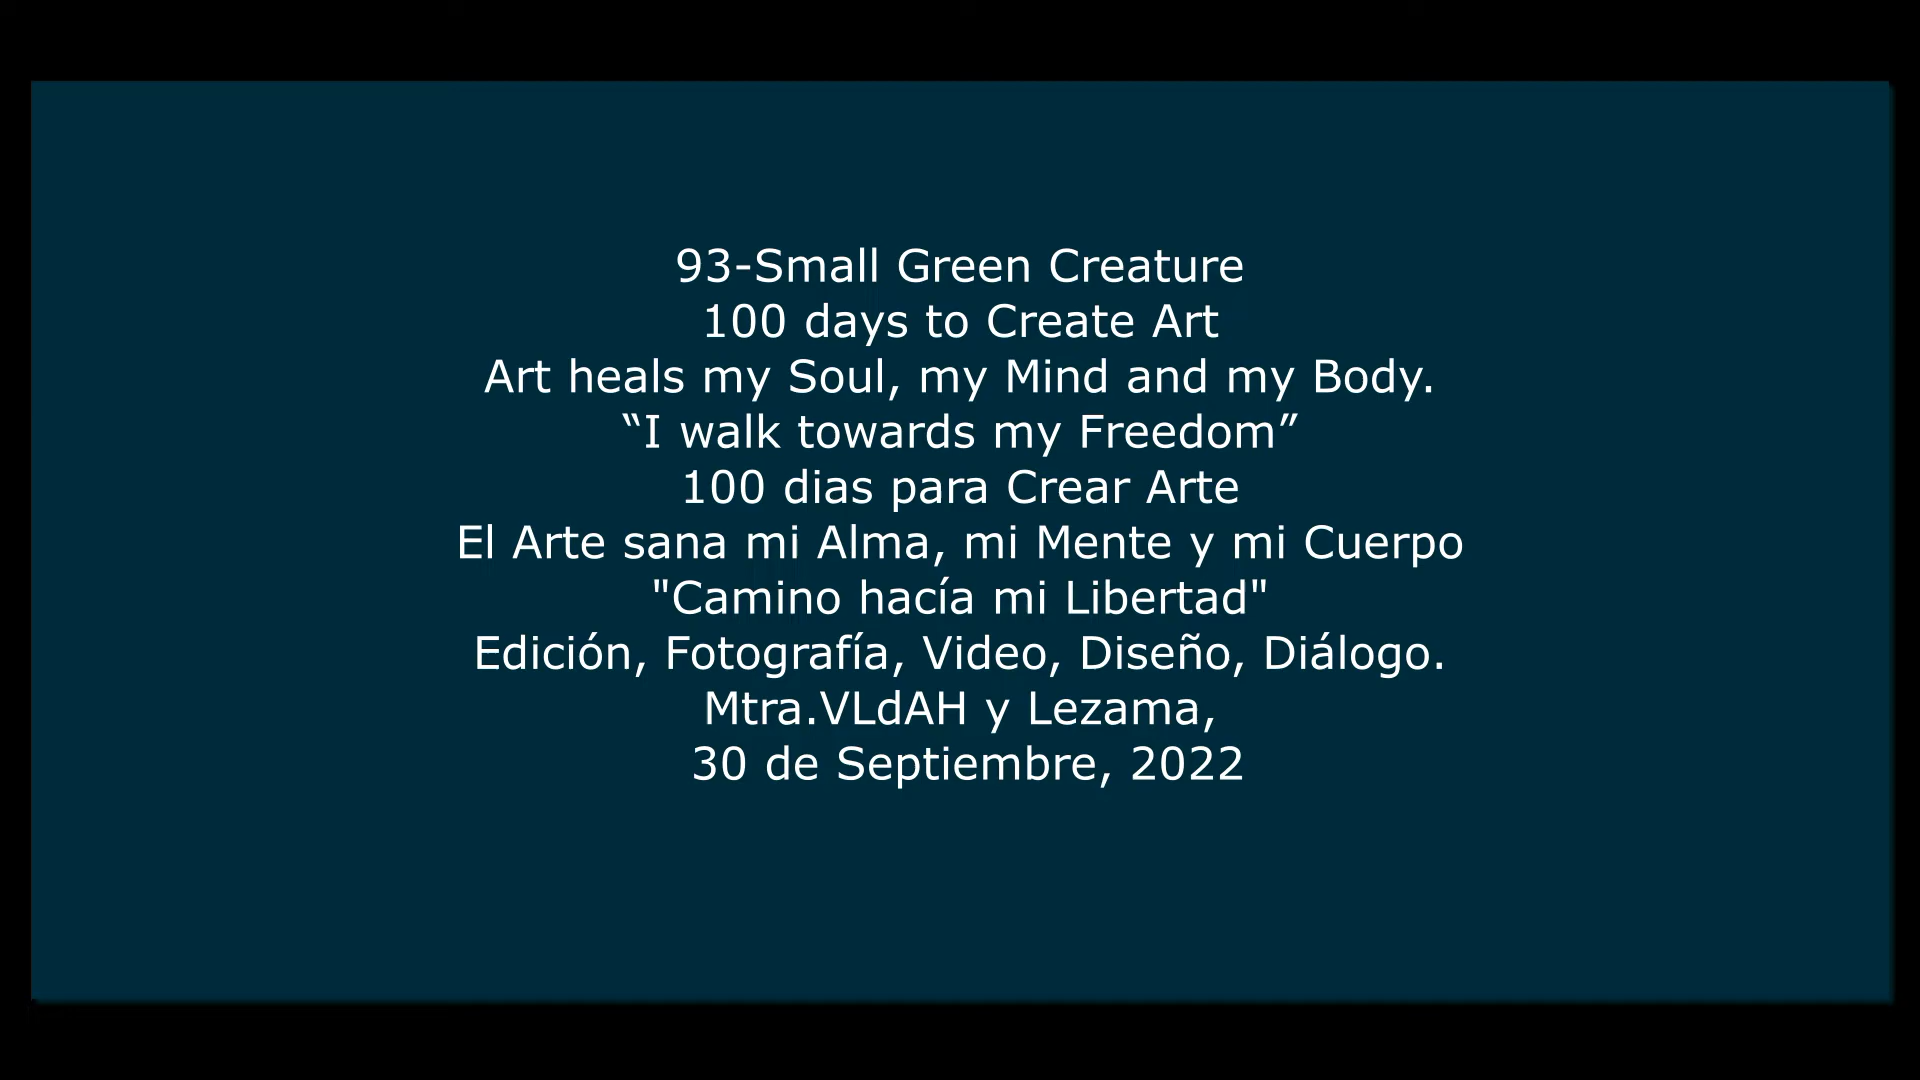 93-Small Green Creature
100 days to Create Art
Art heals my Soul, my Mind and my Body.
“I walk towards my Freedom”
100 dias para Crear Arte
El Arte sana mi Alma, mi Mente y mi Cuerpo
"Camino hacía mi Libertad"
Edición, Fotografía, Video, Diseño, Diálogo.
Mtra.VLdAH y Lezama,
30 de Septiembre, 2022